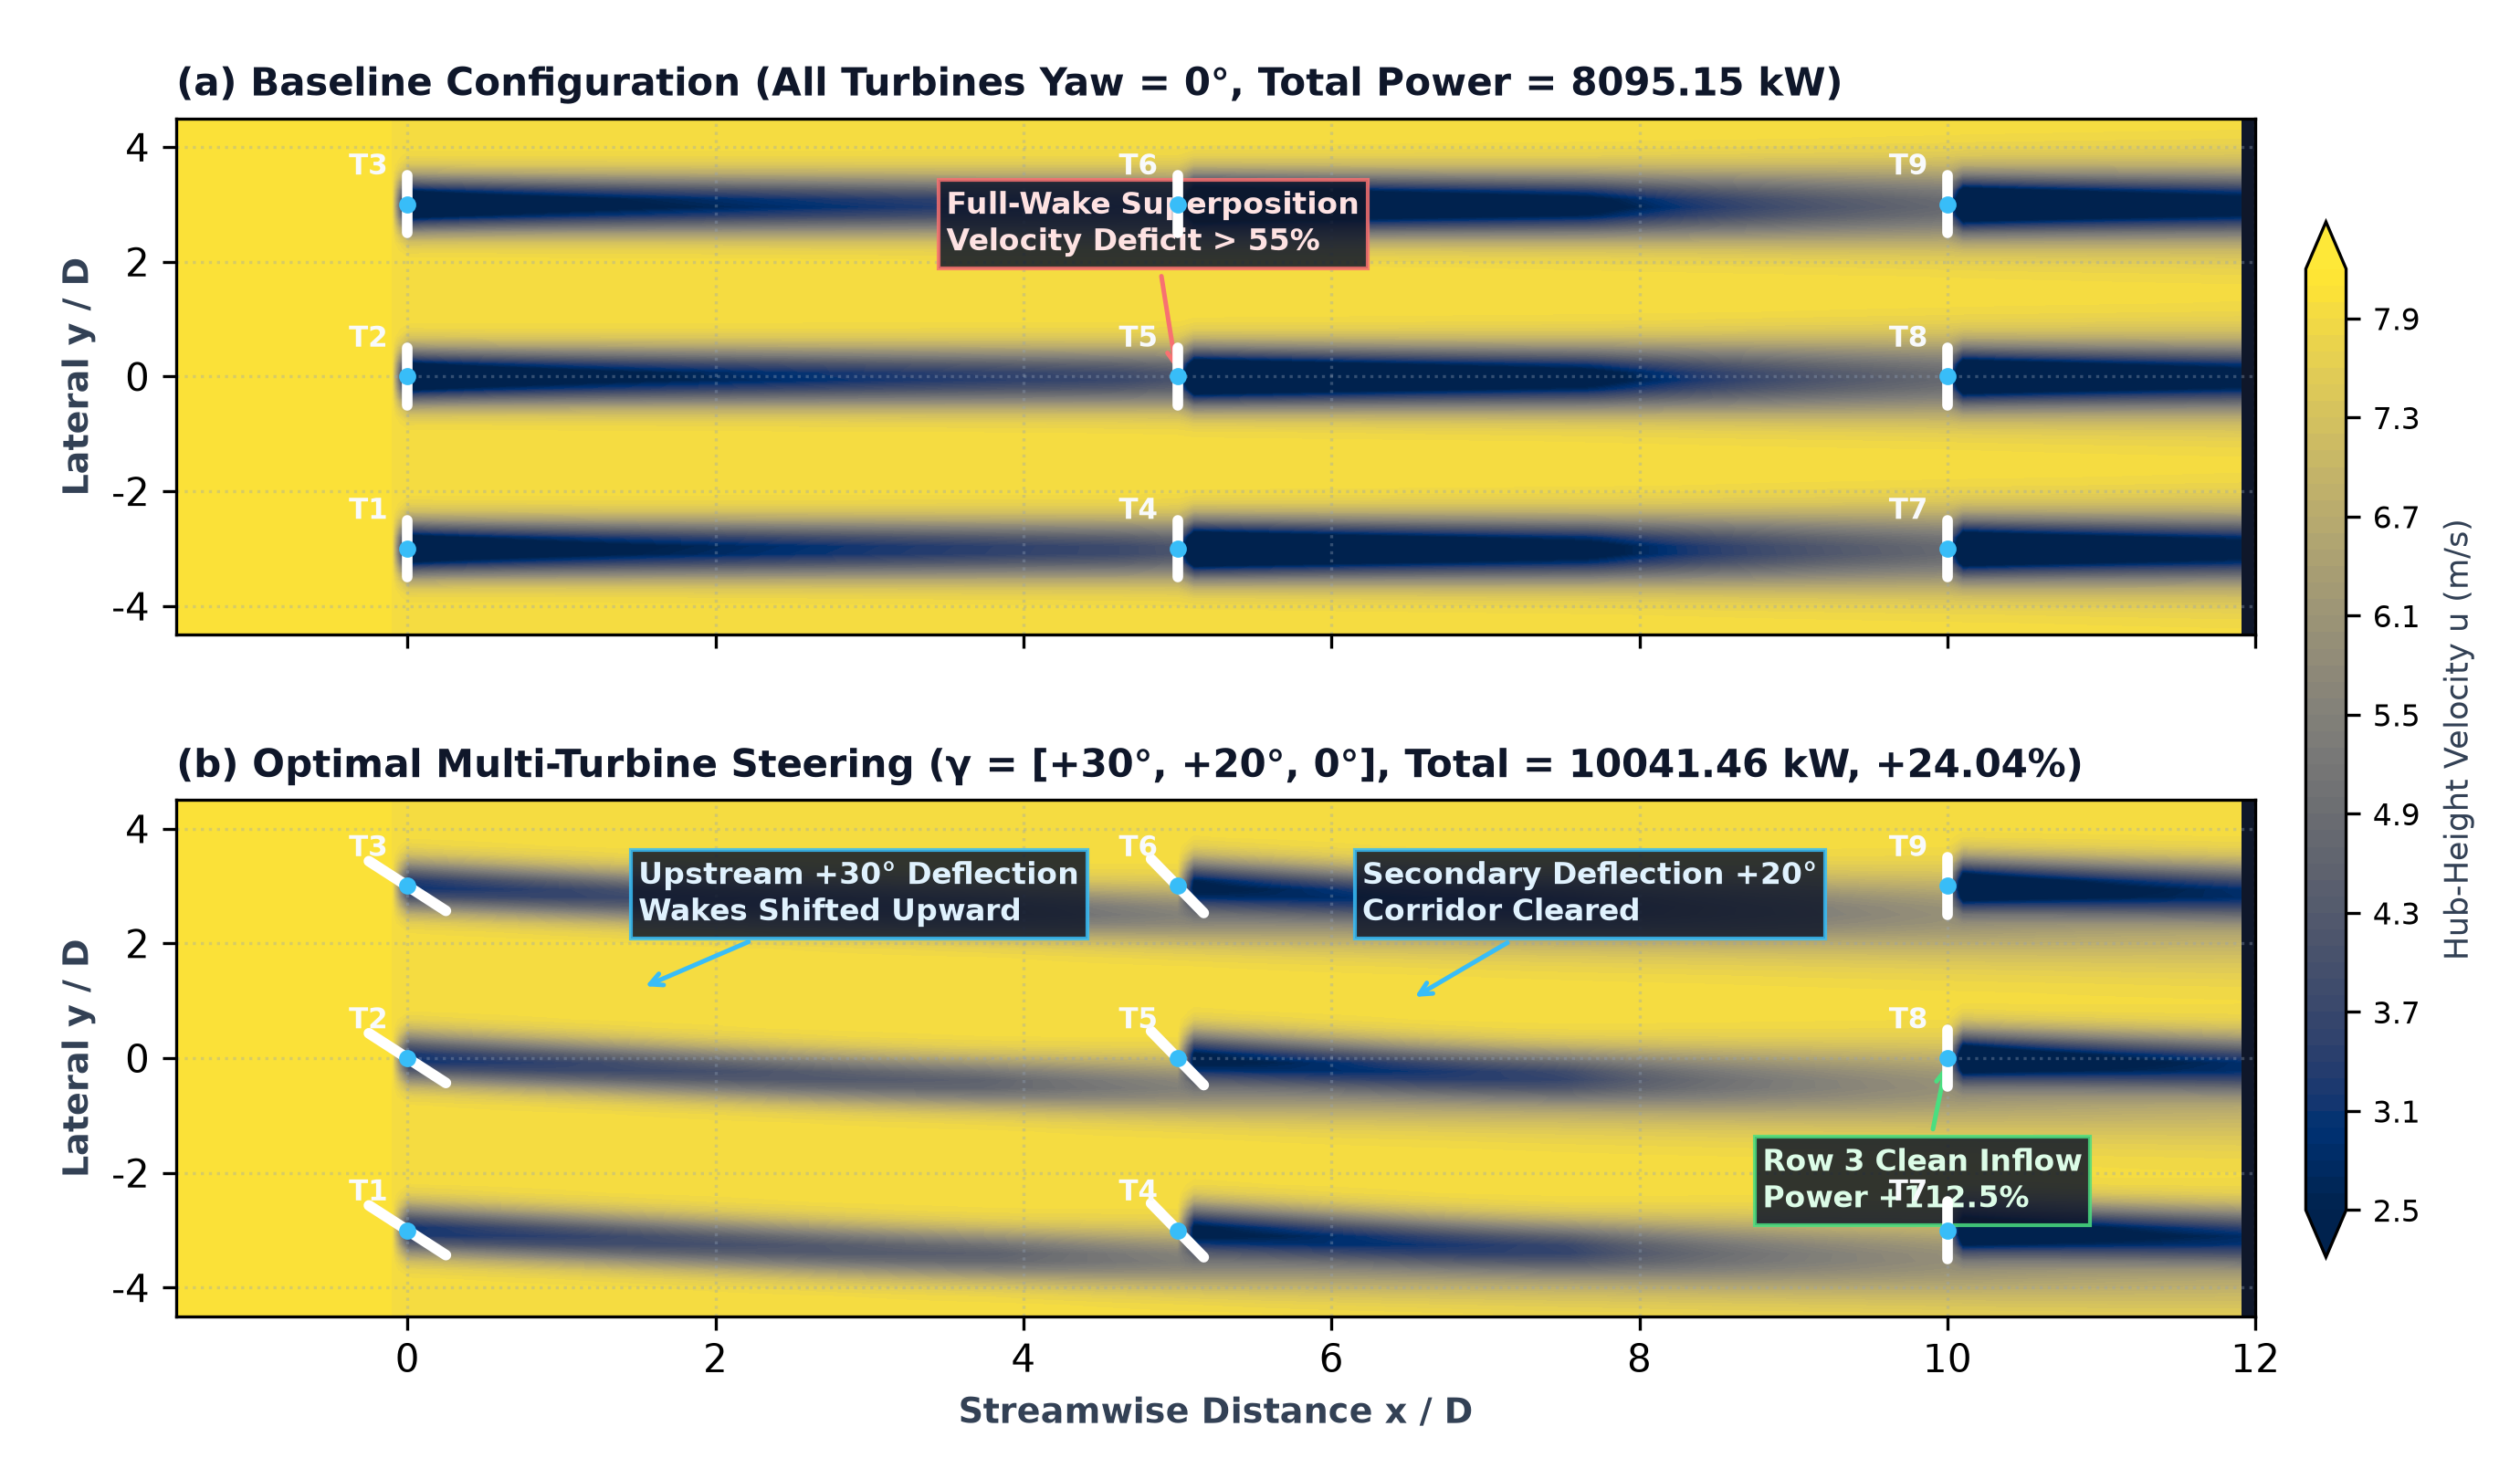 (a) Baseline Configuration (All Turbines Yaw = 0°, Total Power = 8095.15 kW)
Lateral y / D
4
2
0
-2
-4
T3
T6
T9
Full-Wake Superposition
Velocity Deficit > 55%
T2
T5
T8
T1
T4
T7
(b) Optimal Multi-Turbine Steering (γ = [+30°, +20°, 0°], Total = 10041.46 kW, +24.04%)
Lateral y / D
4
2
0
-2
-4
T3
T6
T9
Upstream +30° Deflection
Wakes Shifted Upward
Secondary Deflection +20°
Corridor Cleared
T2
T5
T8
Row 3 Clean Inflow
Power +112.5%
T1
T4
T7
0
2
4
6
8
10
12
Streamwise Distance x / D
7.9
7.3
6.7
6.1
5.5
4.9
4.3
3.7
3.1
2.5
Hub-Height Velocity u (m/s)